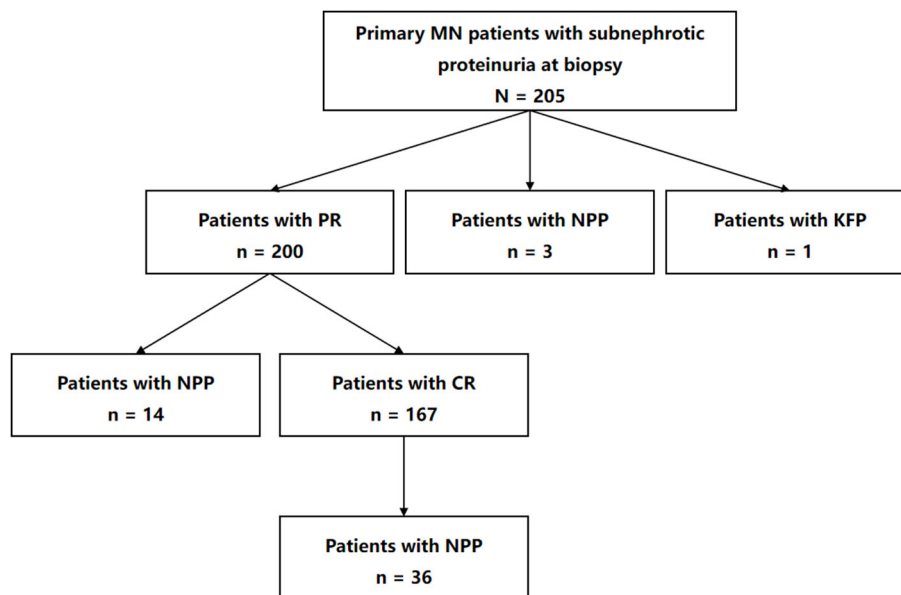 Primary MN patients with subnephrotic
proteinuria at biopsy
N = 205
Patients with PR
n = 200
Patients with NPP
n = 3
Patients with KFP
n = 1
Patients with NPP
n = 14
Patients with CR
n = 167
Patients with NPP
n = 36